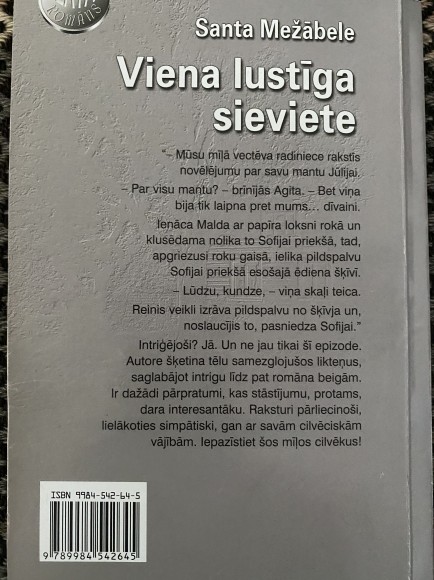 ROMĀNS
Santa Mežābele
Viena lustīga
sieviete
"– Mūsu mīļā vectēva radiniece rakstīs
novēlējumu par savu mantu Jūlijai.
– Par visu mantu? – brīnījās Agita. – Bet viņa
bija tik laipna pret mums... dīvaini.
Ienāca Malda ar papīra loksni rokā un
klusēdama nolika to Sofijai priekšā, tad,
apgriezusi roku gaisā, ielika pildspalvu
Sofijai priekšā esošajā ēdiena šķīvī.
– Lūdzu, kundze, – viņa skaļi teica.
Reinis veikli izrāva pildspalvu no šķīvja un,
noslaucījis to, pasniedza Sofijai."
Intriģējoši? Jā. Un ne jau tikai šī epizode.
Autore šķetina tēlu samezglojušos likteņus,
saglabājot intrigu līdz pat romāna beigām.
Ir dažādi pārpratumi, kas stāstījumu, protams,
dara interesantāku. Raksturi pārliecinoši,
lielākoties simpātiski, gan ar savām cilvēciskām
vājībām. Iepazīstiet šos mīļos cilvēkus!
ISBN 9984-542-64-5
9 789984 542645